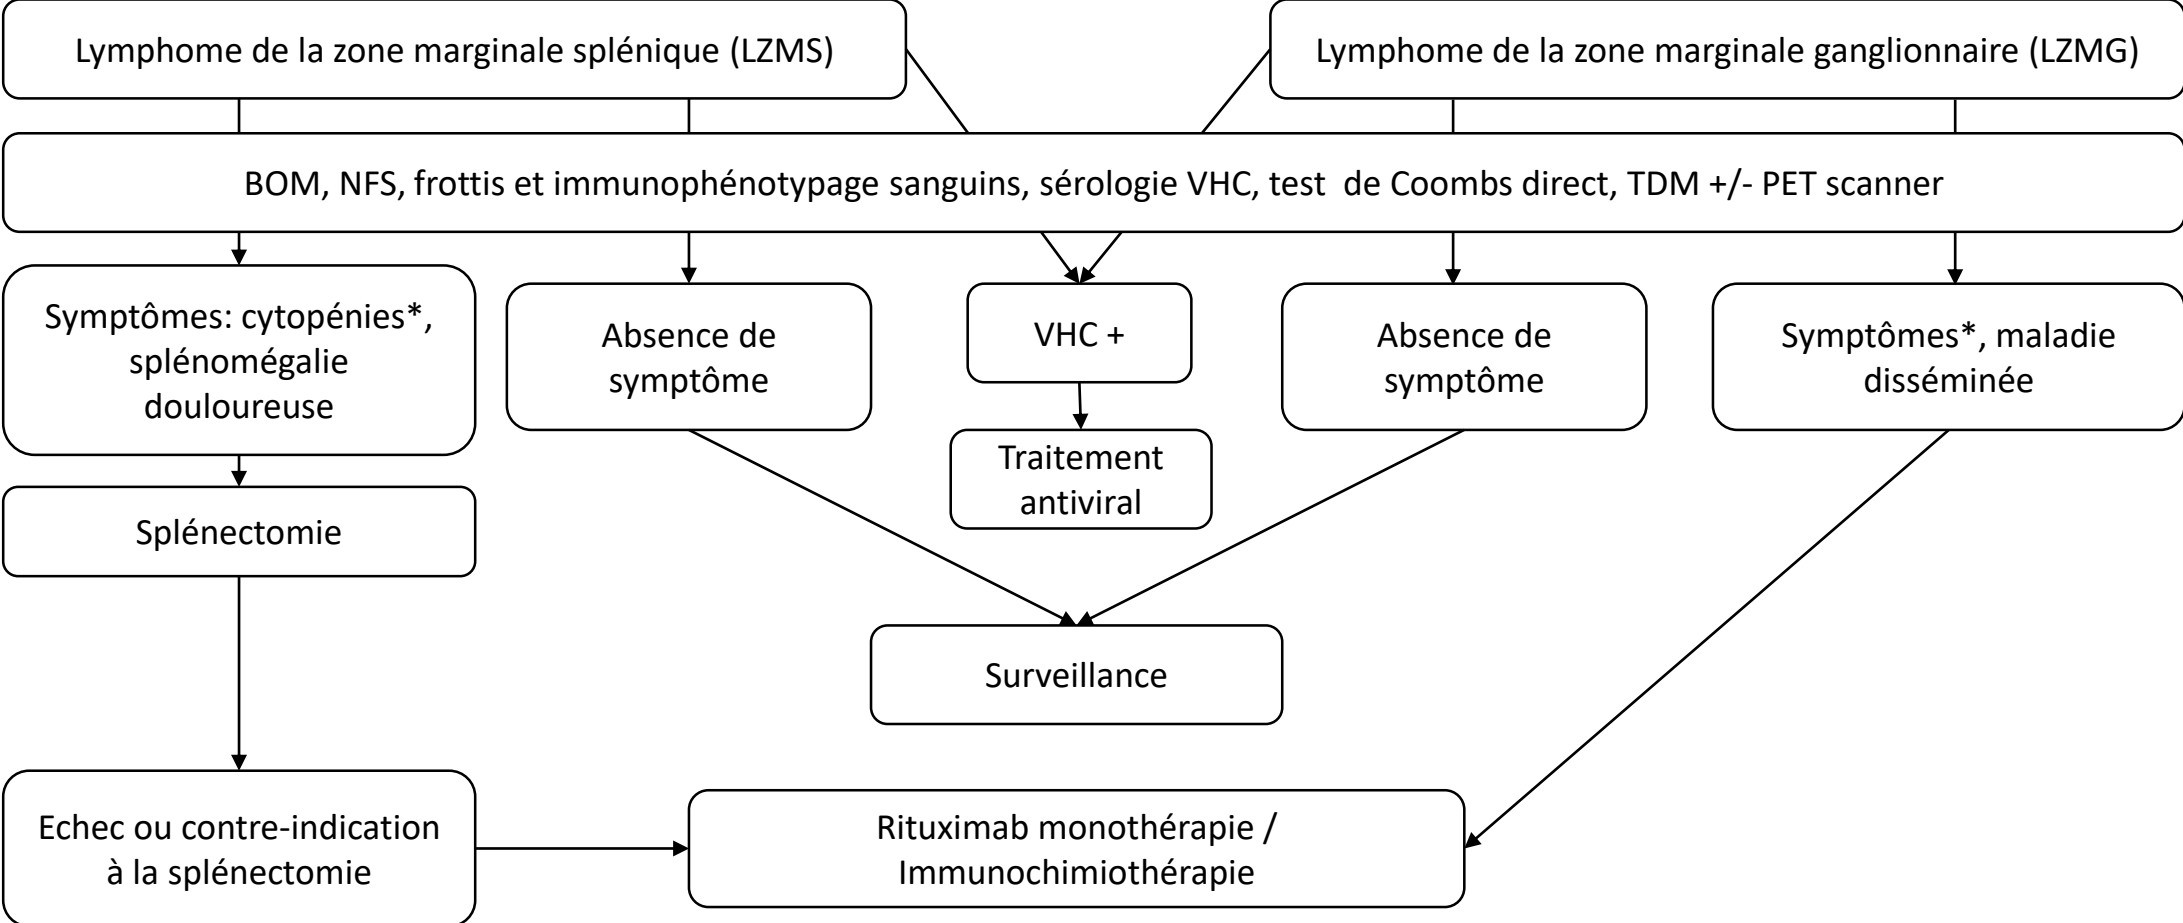 Lymphome de la zone marginale splénique (LZMS)
Lymphome de la zone marginale ganglionnaire (LZMG)
BOM, NFS, frottis et immunophénotypage sanguins, sérologie VHC, test  de Coombs direct, TDM +/- PET scanner
Symptômes: cytopénies*,
splénomégalie
douloureuse
Absence de
symptôme
VHC +
Absence de
symptôme
Symptômes*, maladie
disséminée
Traitement
antiviral
Splénectomie
Surveillance
Echec ou contre-indication
à la splénectomie
Rituximab monothérapie /
Immunochimiothérapie